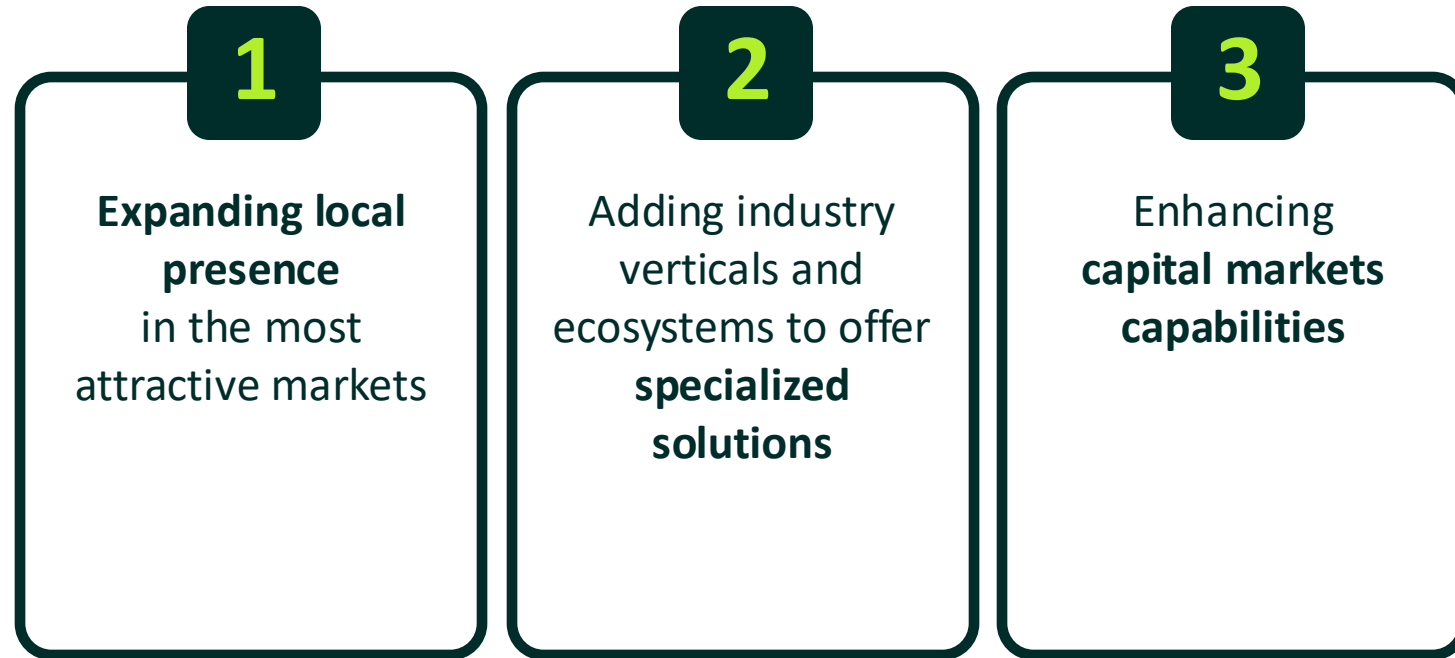 1
Expanding local
presence
in the most
attractive markets
2
Adding industry
verticals and
ecosystems to offer
specialized
solutions
3
Enhancing
capital markets
capabilities